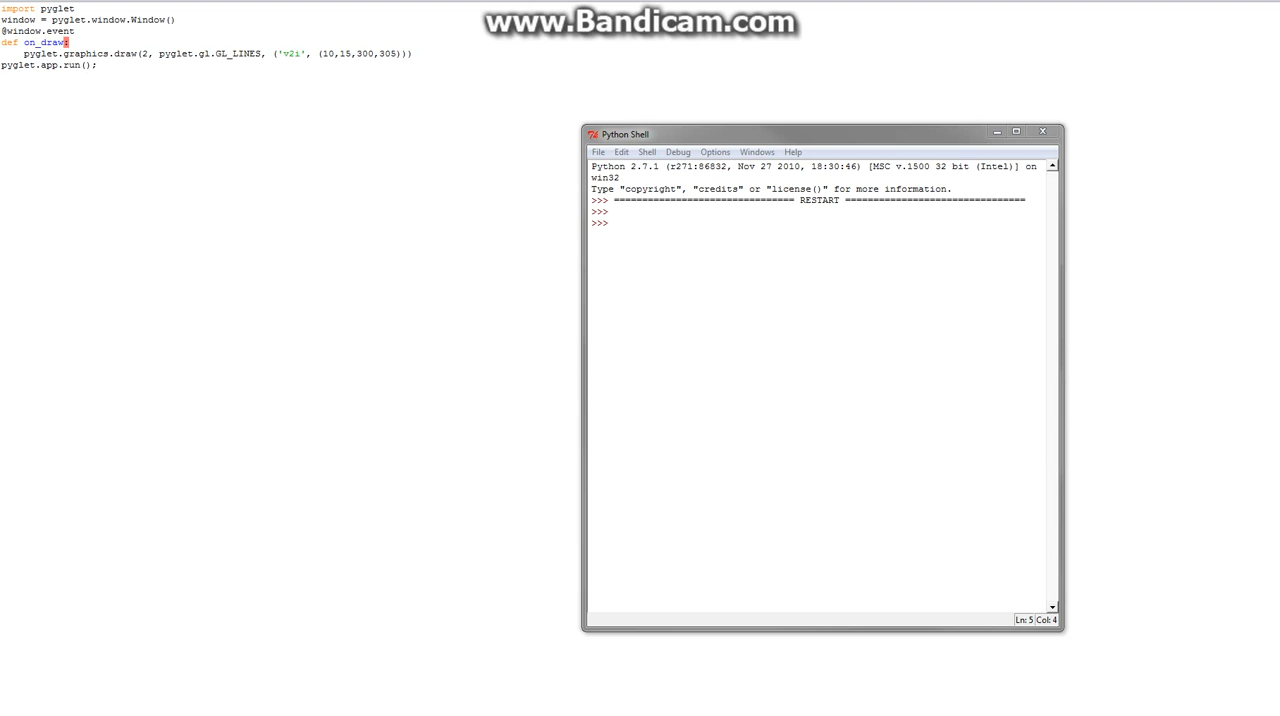 import pyglet
window = pyglet.window.Window()
@window.event
def on_draw:
    pyglet.graphics.draw(2, pyglet.gl.GL_LINES, ('v2i', (10,15,300,305)))
pyglet.app.run();
www.Bandicam.com
Python Shell
File Edit Shell Debug Options Windows Help
Python 2.7.1 (r271:86832, Nov 27 2010, 18:30:46) [MSC v.1500 32 bit (Intel)] on
win32
Type "copyright", "credits" or "license()" for more information.
>>> ================================ RESTART ================================
>>>
>>>
Ln: 5 Col: 4